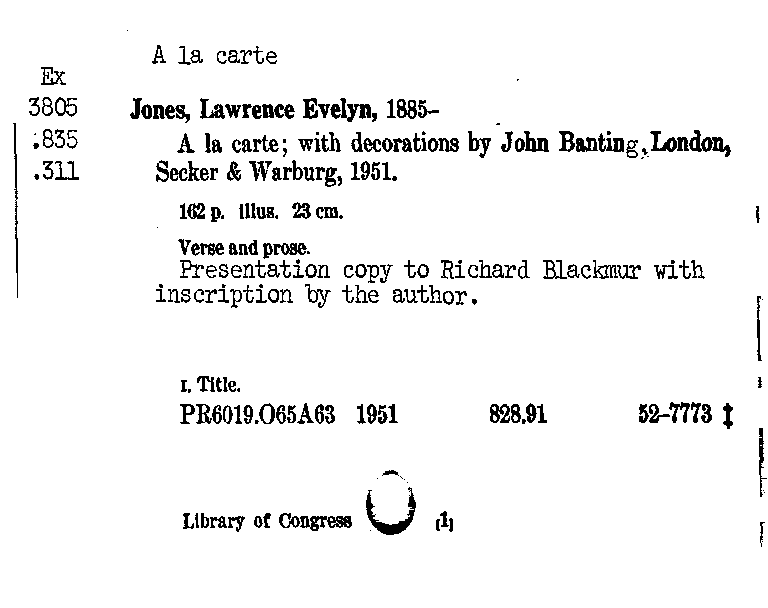 A la carte
Ex
3805
.835
.311
Jones, Lawrence Evelyn, 1885–
A la carte; with decorations by John Banting. London,
Secker & Warburg, 1951.
162 p. illus. 23 cm.
Verse and prose.
Presentation copy to Richard Blackmur with
inscription by the author.
I. Title.
PR6019.O65A63 1951 828.91 52–7773 ‡
Library of Congress [1]